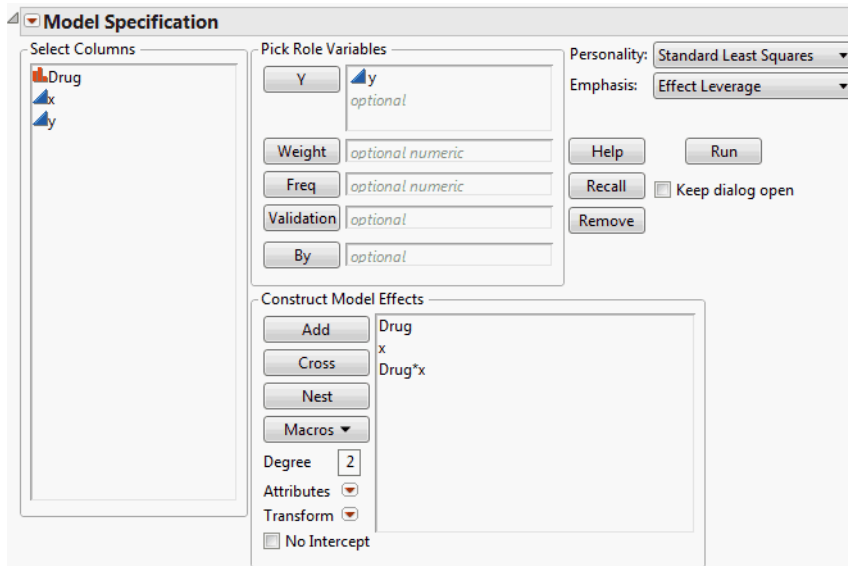 Model Specification
Select Columns
Drug
x
y
Pick Role Variables
Y
y
optional
Weight
optional numeric
Freq
optional numeric
Validation
optional
By
optional
Personality:
Standard Least Squares
Emphasis:
Effect Leverage
Help
Run
Recall
Keep dialog open
Remove
Construct Model Effects
Add
Cross
Nest
Macros
Degree
2
Attributes
Transform
No Intercept
Drug
x
Drug*x